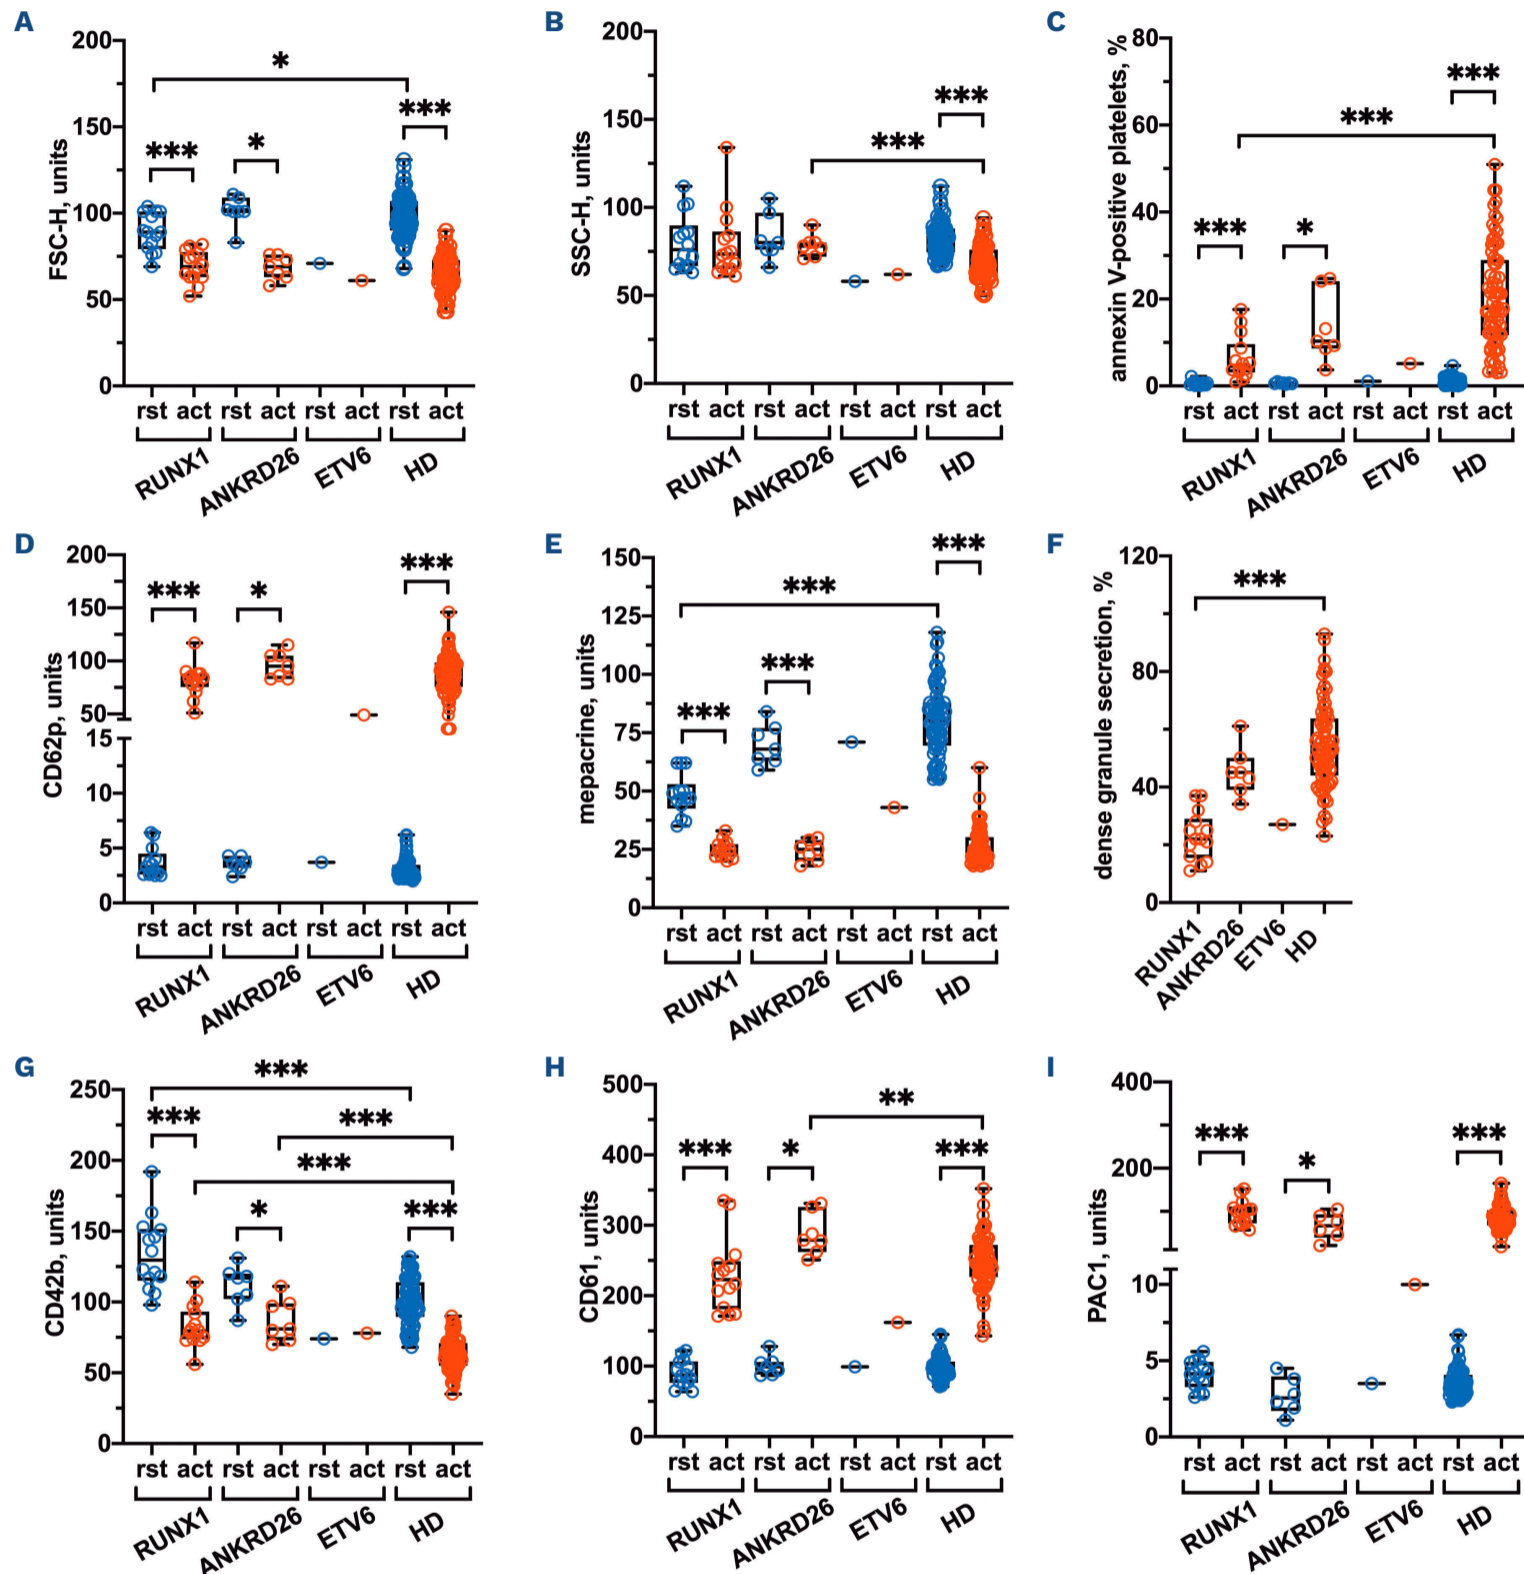 A
FSC-H, units
200
150
100
50
0
*
***
*
***
rst act rst act rst act rst act
RUNX1 ANKRD26 ETV6 HD
B
SSC-H, units
200
150
100
50
0
***
***
rst act rst act rst act rst act
RUNX1 ANKRD26 ETV6 HD
C
annexin V-positive platelets, %
80
60
40
20
0
***
***
***
*
rst act rst act rst act rst act
RUNX1 ANKRD26 ETV6 HD
D
CD62p, units
200
150
100
50
15
10
5
0
***
*
***
rst act rst act rst act rst act
RUNX1 ANKRD26 ETV6 HD
E
mepacrine, units
150
125
100
75
50
25
0
***
***
***
***
rst act rst act rst act rst act
RUNX1 ANKRD26 ETV6 HD
F
dense granule secretion, %
120
80
40
0
***
RUNX1 ANKRD26 ETV6 HD
G
CD42b, units
250
200
150
100
50
0
***
***
***
***
*
***
rst act rst act rst act rst act
RUNX1 ANKRD26 ETV6 HD
H
CD61, units
500
400
300
200
100
0
**
***
*
***
rst act rst act rst act rst act
RUNX1 ANKRD26 ETV6 HD
I
PAC1, units
400
200
10
5
0
***
*
***
rst act rst act rst act rst act
RUNX1 ANKRD26 ETV6 HD